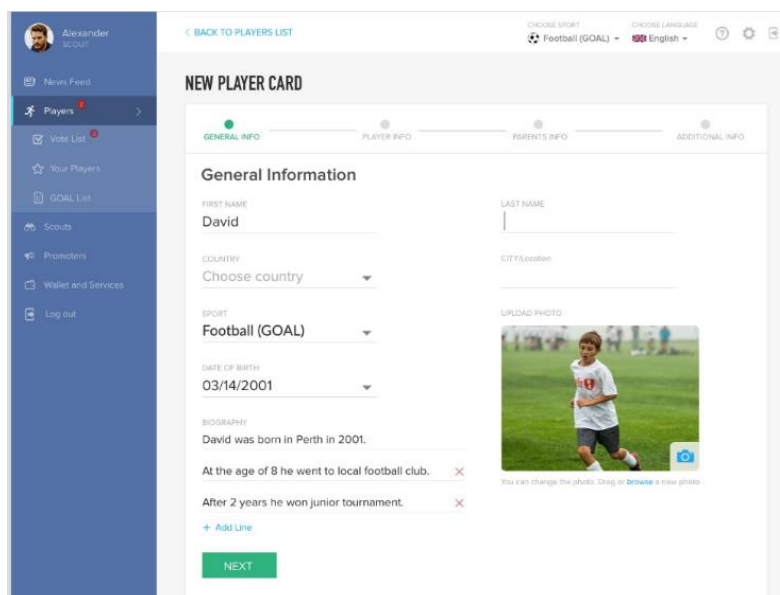 Alexander
SCOUT
< BACK TO PLAYERS LIST
CHOOSE SPORT
Football (GOAL)
CHOOSE LANGUAGE
English
News Feed
Players
Vote List
Your Players
GOAL List
Scouts
Promoters
Wallet and Services
Log out
NEW PLAYER CARD
GENERAL INFO
PLAYER INFO
PARENTS INFO
ADDITIONAL INFO
General Information
FIRST NAME
David
LAST NAME
COUNTRY
Choose country
CITY/Location
SPORT
Football (GOAL)
UPLOAD PHOTO
DATE OF BIRTH
03/14/2001
BIOGRAPHY
David was born in Perth in 2001.
At the age of 8 he went to local football club.
After 2 years he won junior tournament.
+ Add Line
You can change the photo. Drag or browse a new photo
NEXT